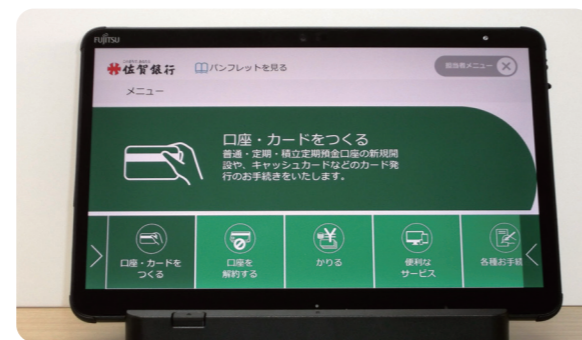 FUJITSU
佐賀銀行
パンフレットを見る
担当者メニュー
メニュー
口座・カードをつくる
普通・定期・積立定期預金口座の新規開
設や、キャッシュカードなどのカード発
行のお手続きをいたします。
口座・カードを
つくる
口座を
解約する
かりる
便利な
サービス
各種お手続